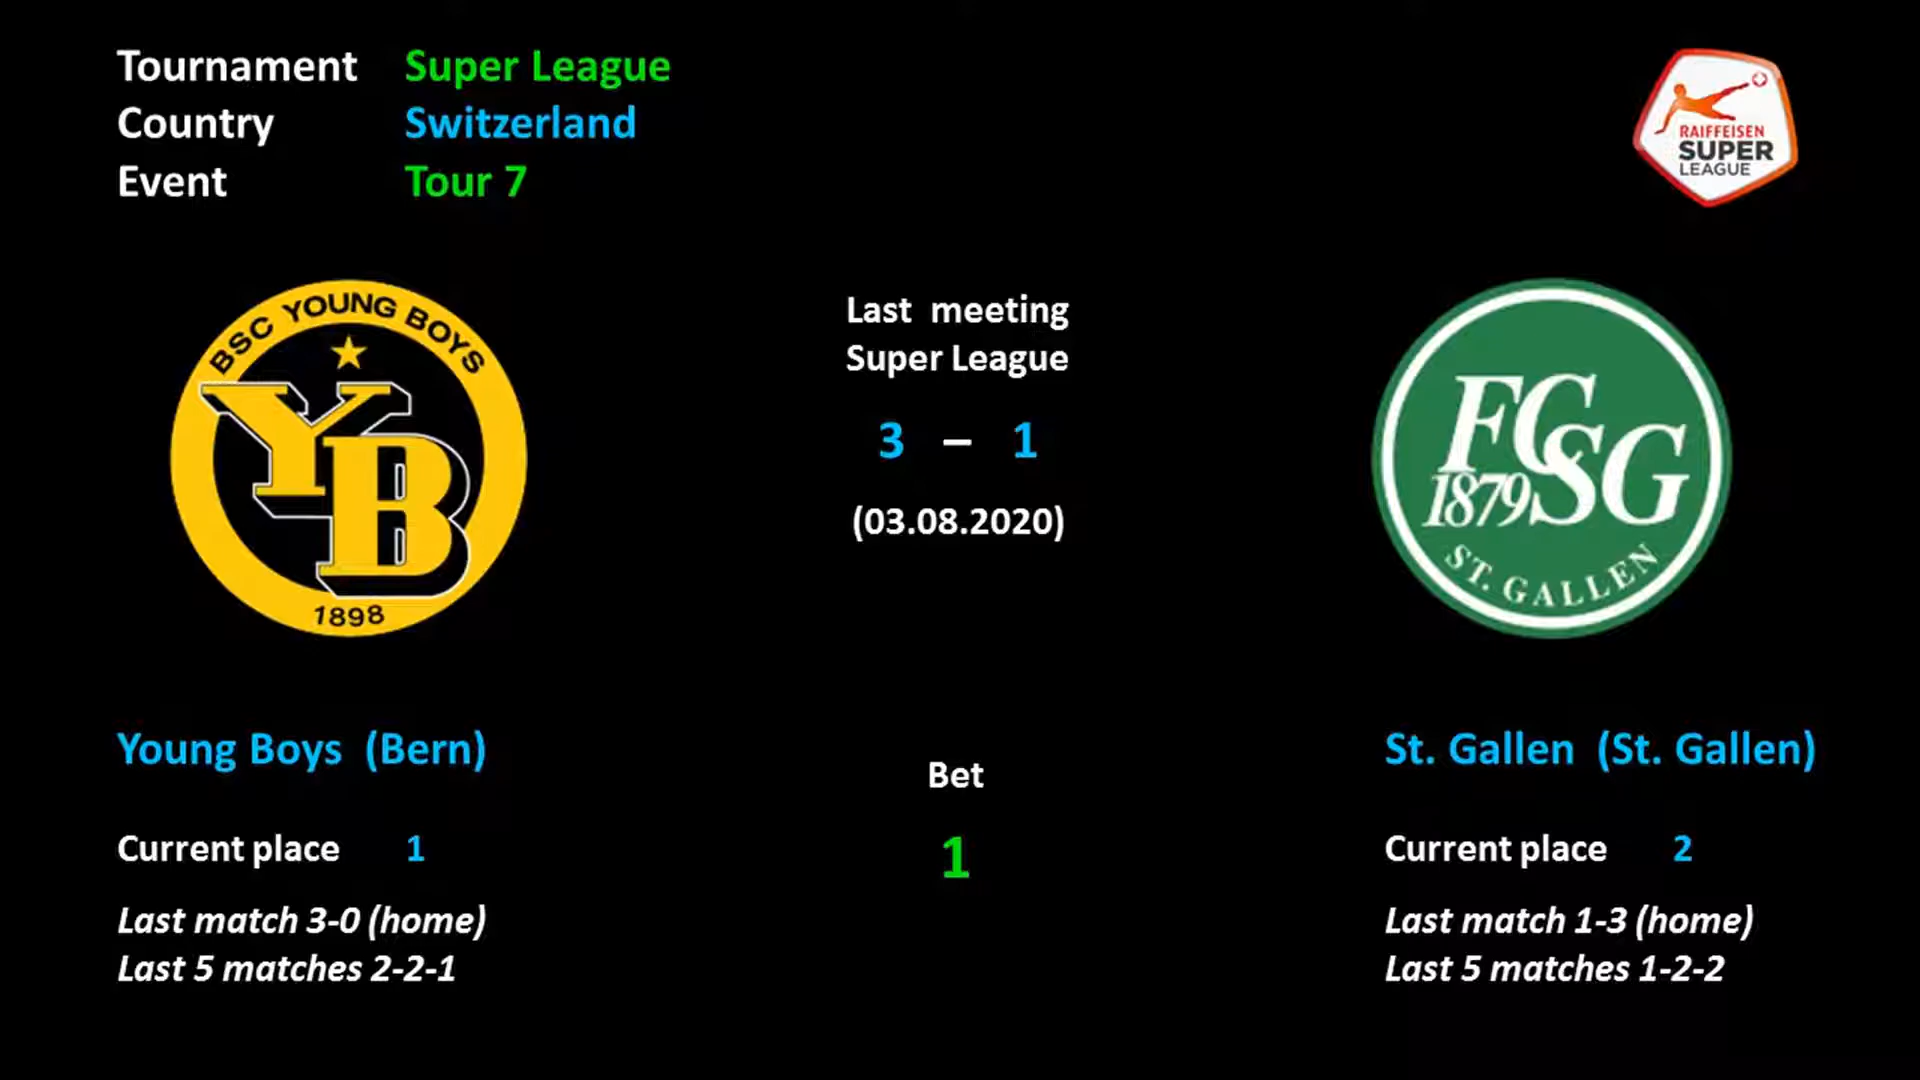 Tournament Super League
Country Switzerland
Event Tour 7
RAIFFEISEN
SUPER
LEAGUE
BSC YOUNG BOYS
YB
1898
Last meeting
Super League
3 – 1
(03.08.2020)
FCSG
1879
ST. GALLEN
Young Boys (Bern)
Current place 1
Last match 3-0 (home)
Last 5 matches 2-2-1
Bet
1
St. Gallen (St. Gallen)
Current place 2
Last match 1-3 (home)
Last 5 matches 1-2-2